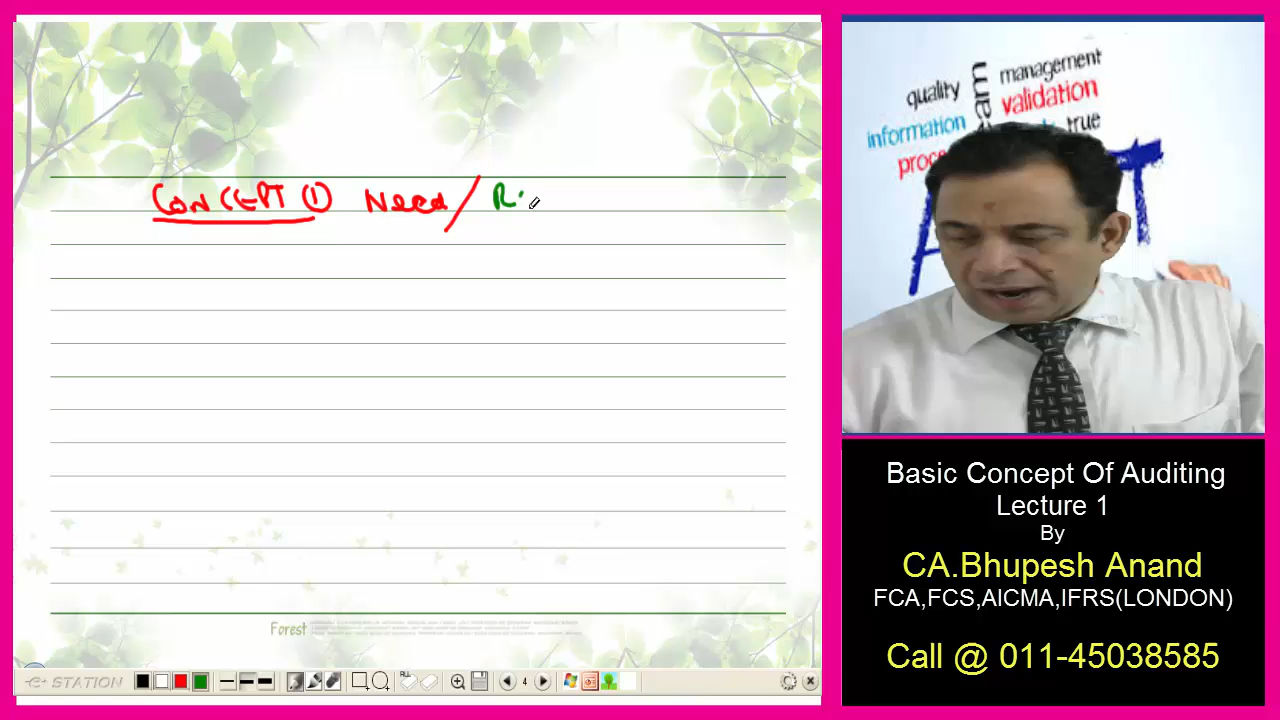 CONCEPT ① Need/ R
quality
management
information
validation
true
Forest
e-STATION
4
Basic Concept Of Auditing
Lecture 1
By
CA.Bhupesh Anand
FCA,FCS,AICMA,IFRS(LONDON)
Call @ 011-45038585